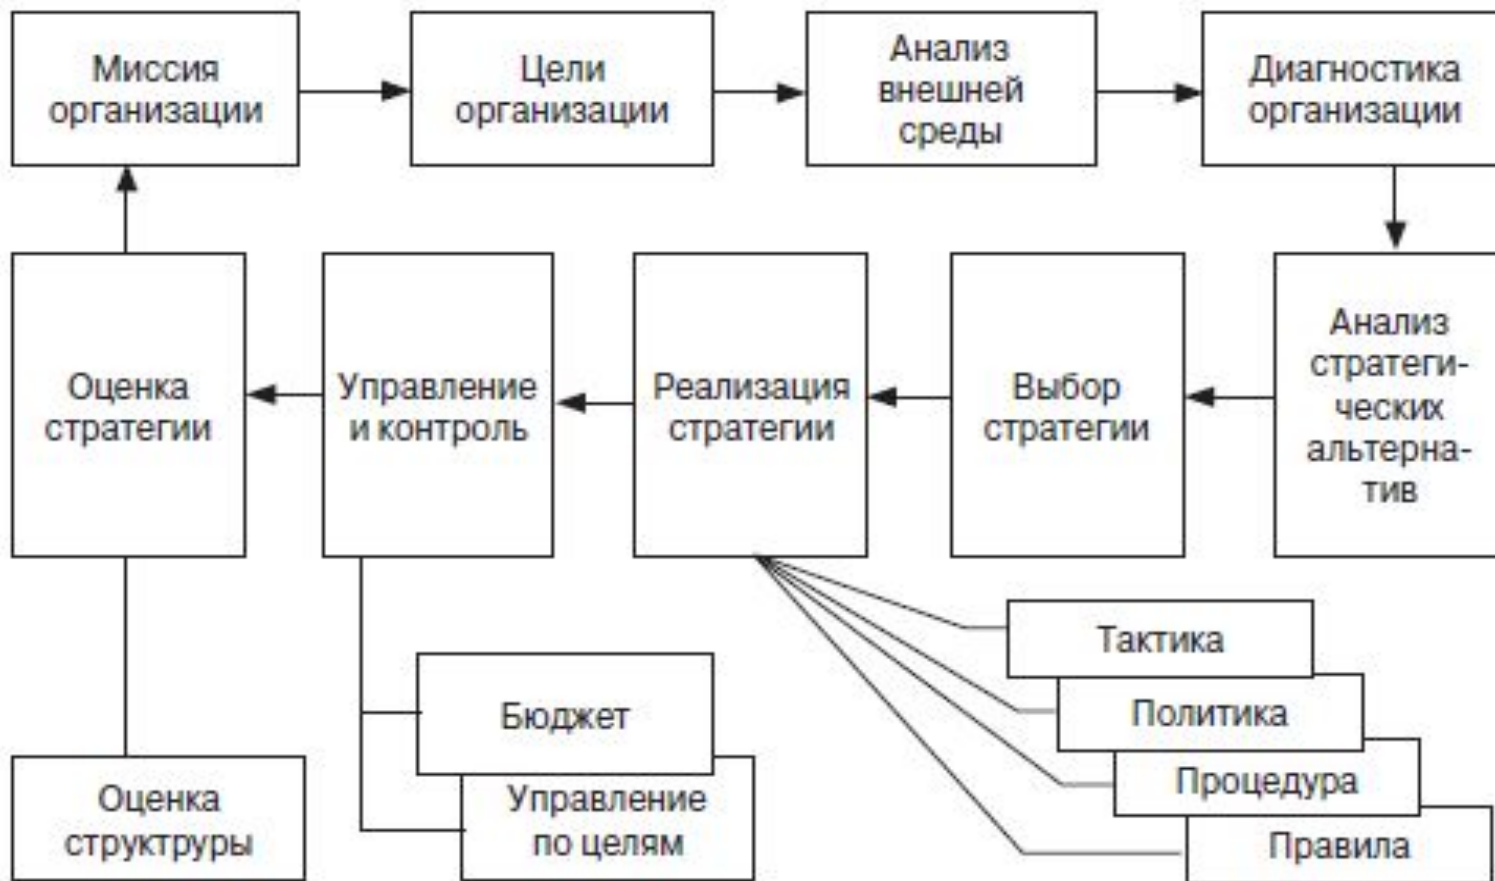 Миссия
организации
Цели
организации
Анализ
внешней
среды
Диагностика
организации
Оценка
стратегии
Управление
и контроль
Реализация
стратегии
Выбор
стратегии
Анализ
стратеги-
ческих
альтерна-
тив
Тактика
Политика
Процедура
Правила
Бюджет
Управление
по целям
Оценка
структруры